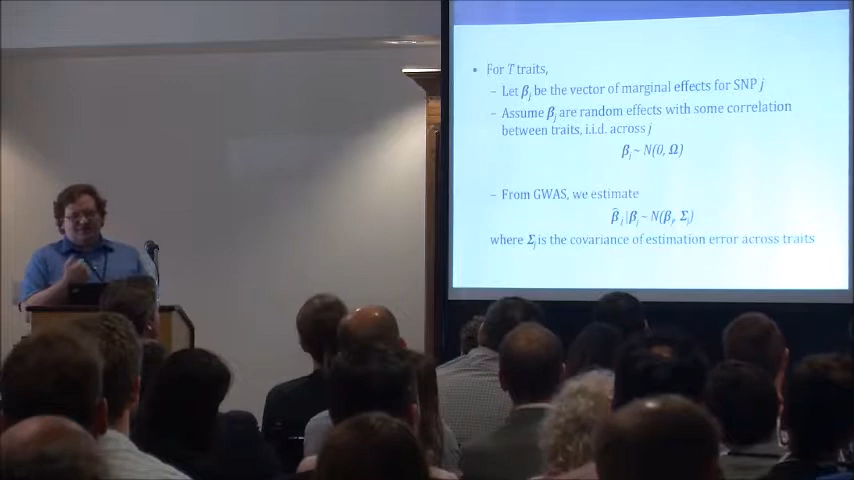 • For T traits,
– Let βj be the vector of marginal effects for SNP j
– Assume βj are random effects with some correlation
between traits, i.i.d. across j
βj ~ N(0, Ω)
– From GWAS, we estimate
β̂j|βj ~ N(βj, Σj)
where Σj is the covariance of estimation error across traits